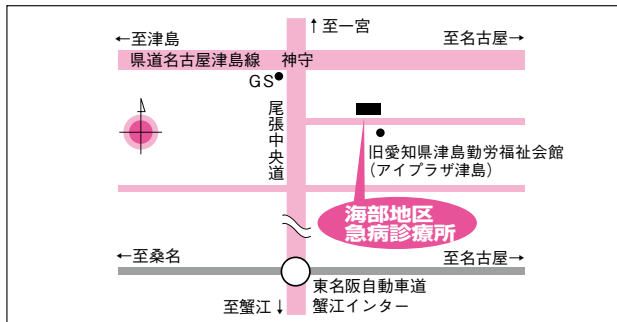 ↑至一宮
←至津島
至名古屋→
県道名古屋津島線 神守
GS
尾張中央道
旧愛知県津島勤労福祉会館
(アイプラザ津島)
海部地区
急病診療所
←至桑名
至名古屋→
東名阪自動車道
蟹江インター
至蟹江↓